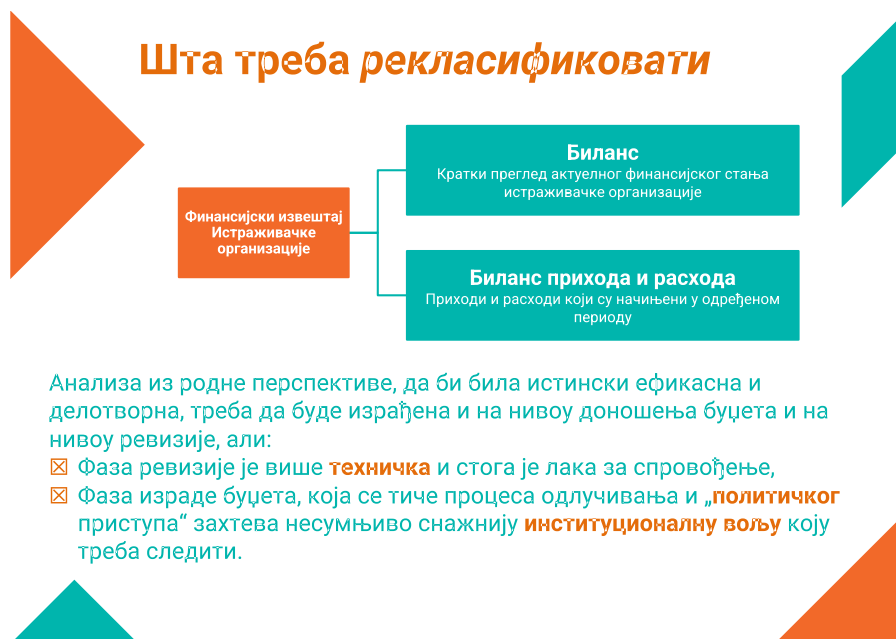 Шта треба рекласификовати
Финансијски извештај
Истраживачке
организације
Биланс
Кратки преглед актуелног финансијског стања
истраживачке организације
Биланс прихода и расхода
Приходи и расходи који су начињени у одређеном
периоду
Анализа из родне перспективе, да би била истински ефикасна и
делотворна, треба да буде израђена и на нивоу доношења буџета и на
нивоу ревизије, али:
☒ Фаза ревизије је више техничка и стога је лака за спровођење,
☒ Фаза израде буџета, која се тиче процеса одлучивања и „политичког
приступа“ захтева несумњиво снажнију институционалну вољу коју
треба следити.